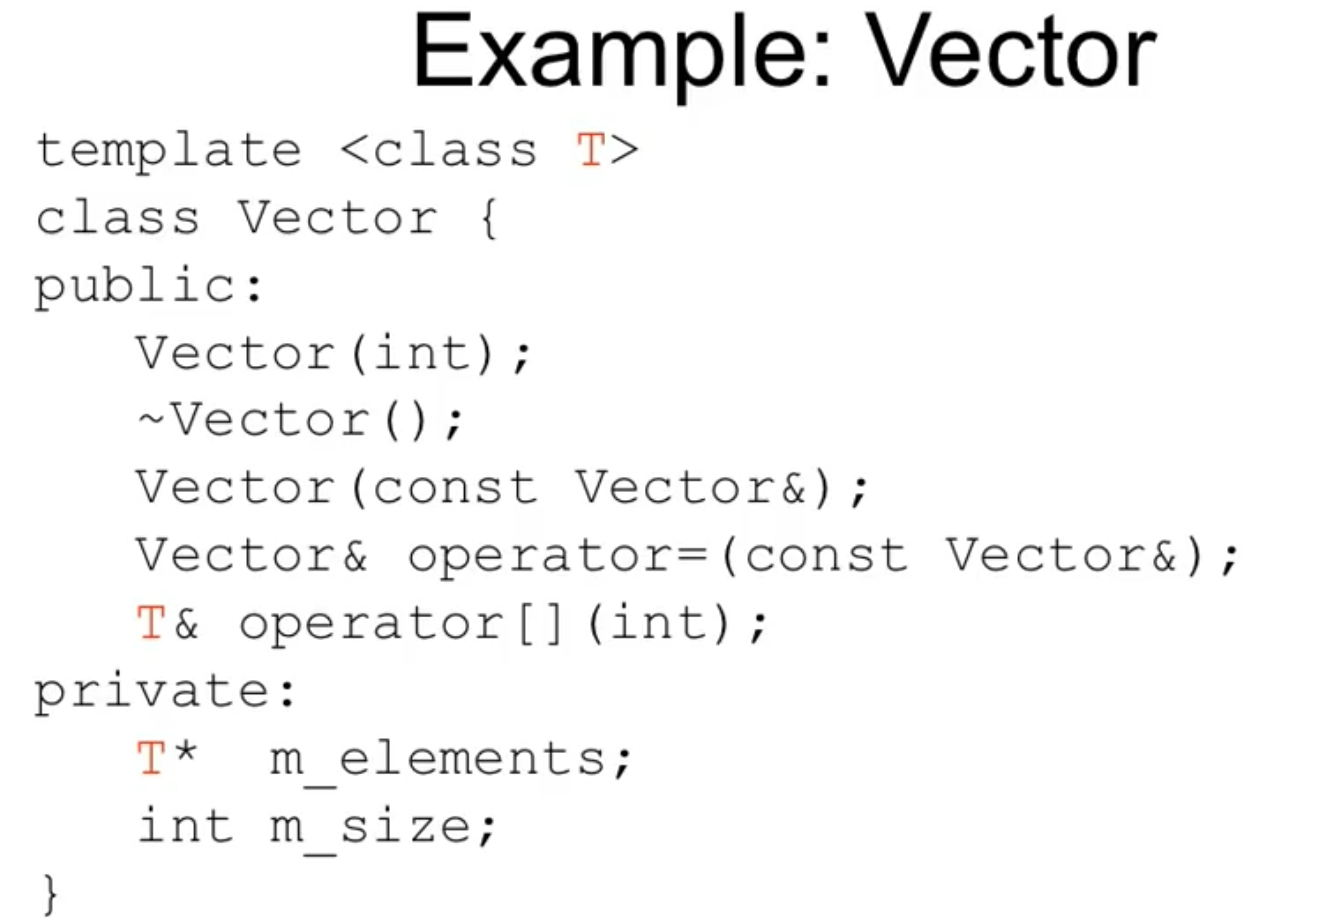 Example: Vector
template <class T>
class Vector {
public:
Vector(int);
~Vector();
Vector(const Vector&);
Vector& operator=(const Vector&);
T& operator[](int);
private:
T* m_elements;
int m_size;
}